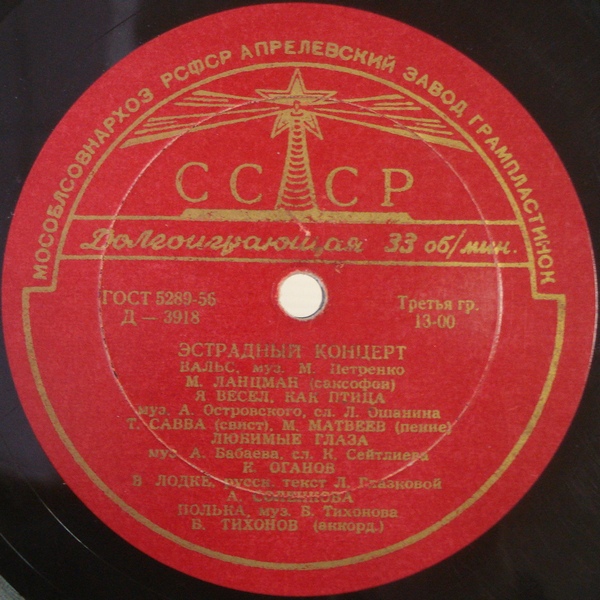 МОСОБЛСОВНАРХОЗ РСФСР АПРЕЛЕВСКИЙ ЗАВОД ГРАМПЛАСТИНОК
СССР
Долгоиграющая 33 об/мин.
ГОСТ 5289-56
Д — 3918
Третья гр.
13-00
ЭСТРАДНЫЙ КОНЦЕРТ
ВАЛЬС, муз. М. Петренко
М. ЛАНЦМАН (саксофон)
Я ВЕСЕЛ, КАК ПТИЦА
муз. А. Островского, сл. Л. Ошанина
Т. САВВА (свист), М. МАТВЕЕВ (пение)
ЛЮБИМЫЕ ГЛАЗА
муз. А. Бабаева, сл. К. Сейтлиева
К. ОГАНОВ
В ЛОДКЕ, русск. текст Л. Глазковой
А.
ПОЛЬКА, муз. Б. Тихонова
Б. ТИХОНОВ (аккорд.)